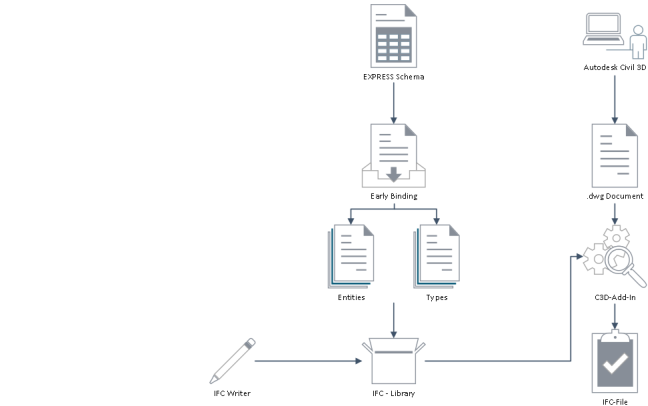 EXPRESS Schema
Autodesk Civil 3D
Early Binding
.dwg Document
Entities
Types
C3D-Add-In
IFC Writer
IFC - Library
IFC-File